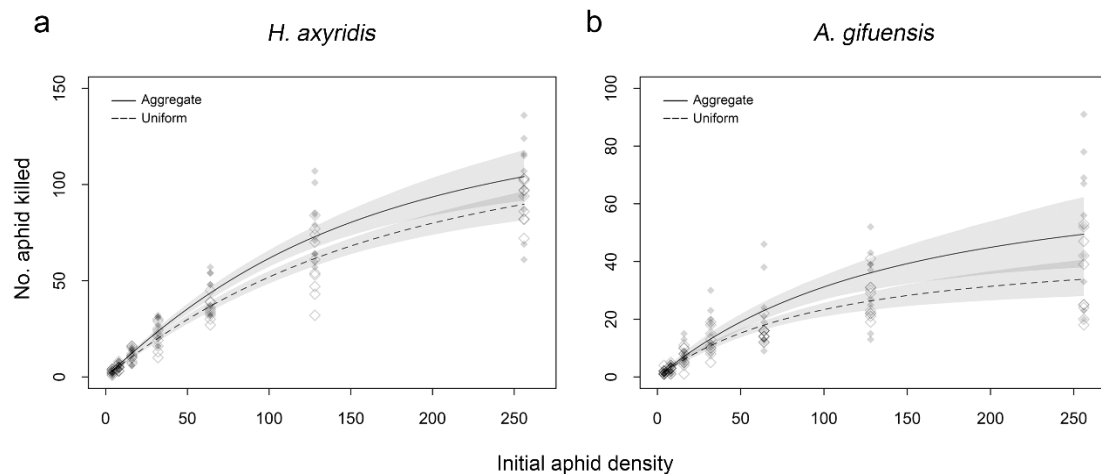 a
H. axyridis
b
A. gifuensis
No. aphid killed
150
100
50
0
Aggregate
Uniform
0
50
100
150
200
250
100
80
60
40
20
0
Aggregate
Uniform
0
50
100
150
200
250
Initial aphid density